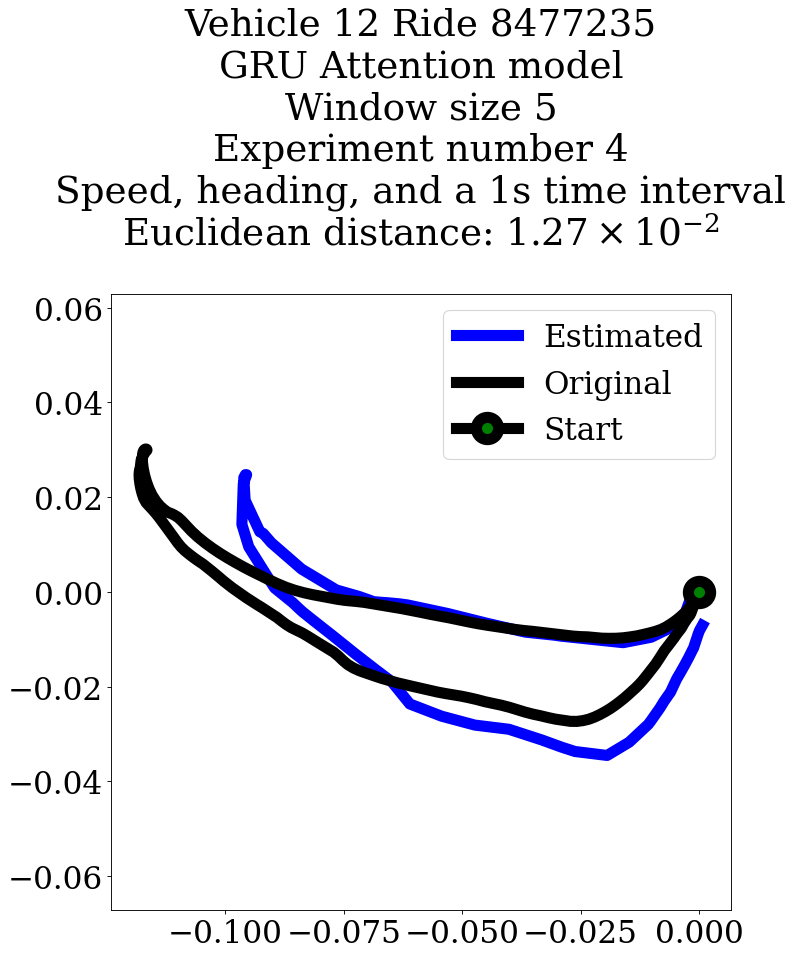 Vehicle 12 Ride 8477235
GRU Attention model
Window size 5
Experiment number 4
Speed, heading, and a 1s time interval
Euclidean distance: 1.27 × 10⁻²
Estimated
Original
Start
0.06
0.04
0.02
0.00
−0.02
−0.04
−0.06
−0.100
−0.075
−0.050
−0.025
0.000